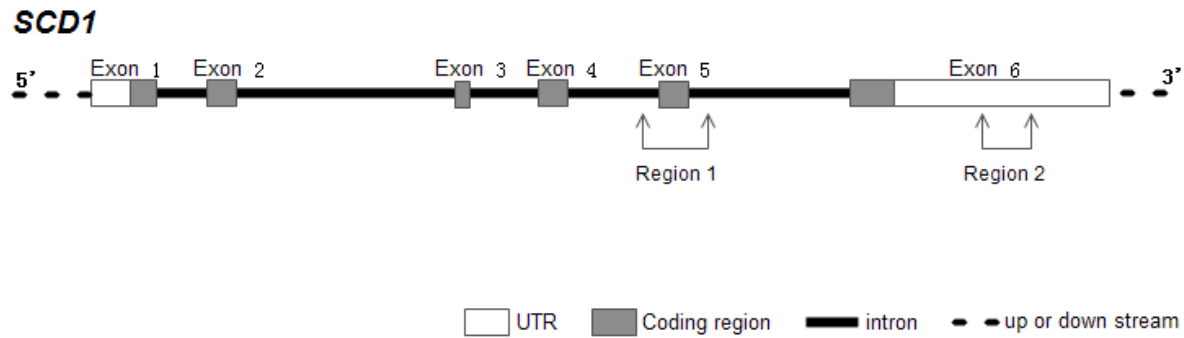 SCD1
5’ Exon 1 Exon 2 Exon 3 Exon 4 Exon 5 Exon 6 3’
Region 1 Region 2
UTR Coding region intron up or down stream